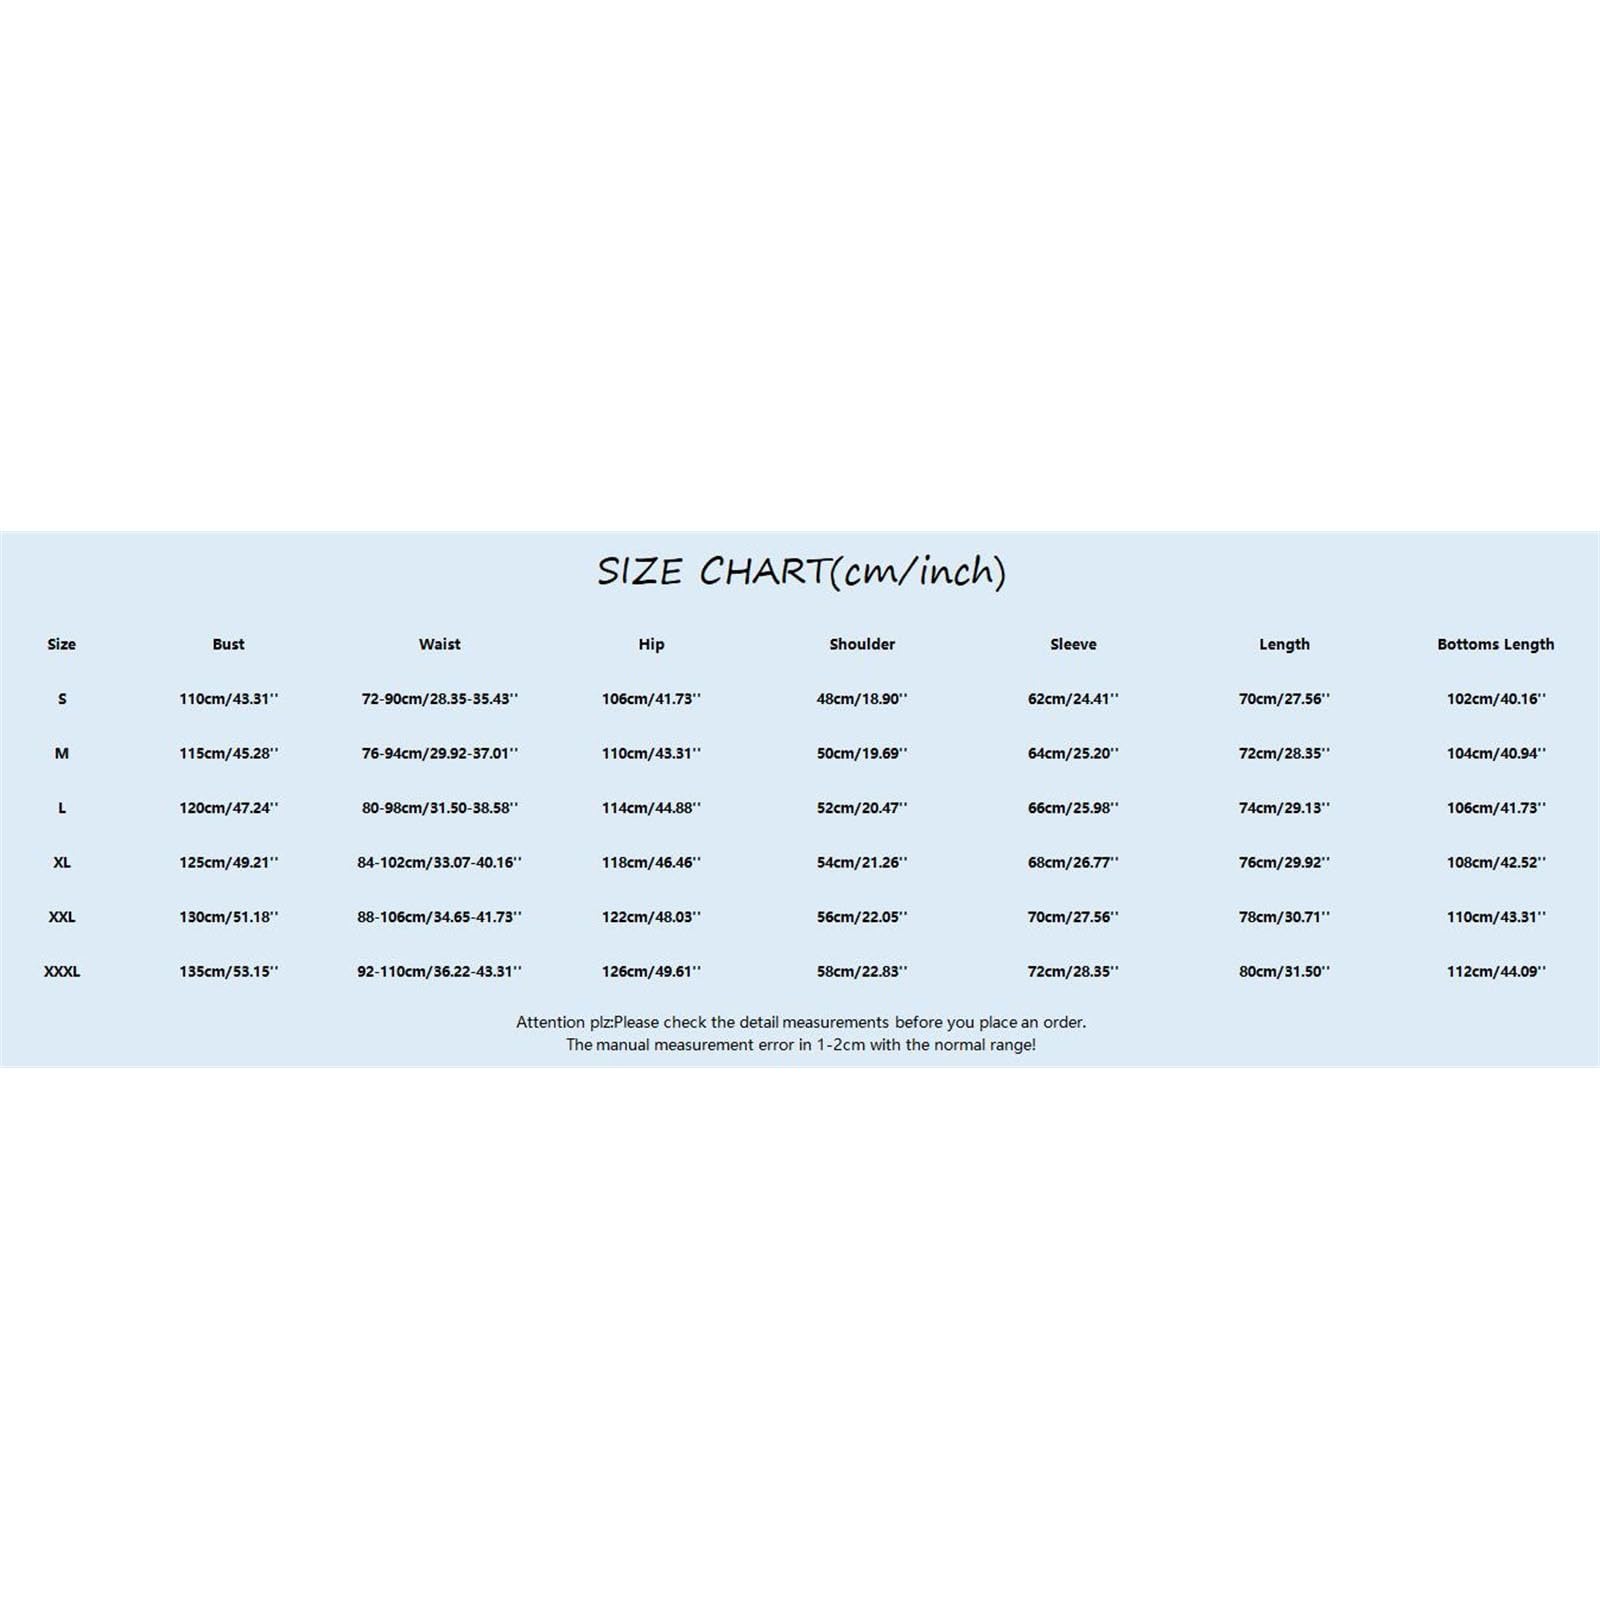 SIZE CHART(cm/inch)
Size Bust Waist Hip Shoulder Sleeve Length Bottoms Length
S 110cm/43.31'' 72-90cm/28.35-35.43'' 106cm/41.73'' 48cm/18.90'' 62cm/24.41'' 70cm/27.56'' 102cm/40.16''
M 115cm/45.28'' 76-94cm/29.92-37.01'' 110cm/43.31'' 50cm/19.69'' 64cm/25.20'' 72cm/28.35'' 104cm/40.94''
L 120cm/47.24'' 80-98cm/31.50-38.58'' 114cm/44.88'' 52cm/20.47'' 66cm/25.98'' 74cm/29.13'' 106cm/41.73''
XL 125cm/49.21'' 84-102cm/33.07-40.16'' 118cm/46.46'' 54cm/21.26'' 68cm/26.77'' 76cm/29.92'' 108cm/42.52''
XXL 130cm/51.18'' 88-106cm/34.65-41.73'' 122cm/48.03'' 56cm/22.05'' 70cm/27.56'' 78cm/30.71'' 110cm/43.31''
XXXL 135cm/53.15'' 92-110cm/36.22-43.31'' 126cm/49.61'' 58cm/22.83'' 72cm/28.35'' 80cm/31.50'' 112cm/44.09''
Attention plz:Please check the detail measurements before you place an order.
The manual measurement error in 1-2cm with the normal range!